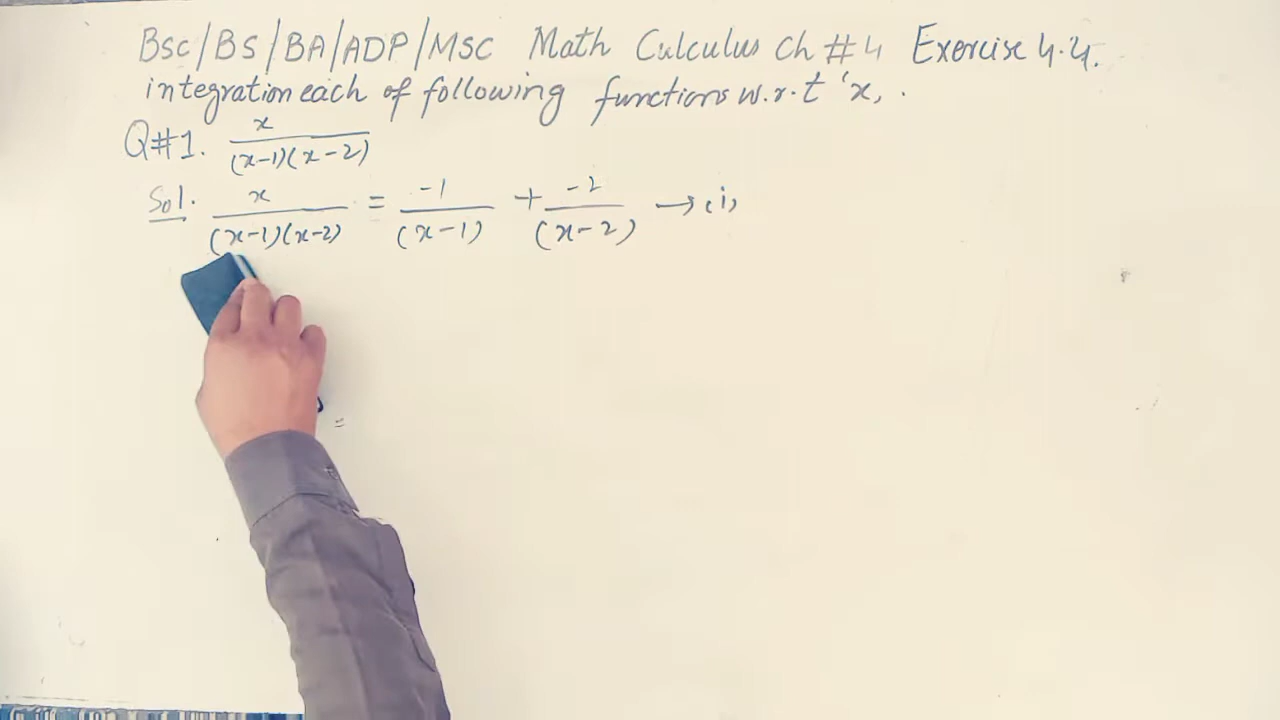 BSC/BS/BA/ADP/MSC Math Calculus Ch #4 Exercise 4.4.
integration each of following functions w.r.t 'x, .
Q#1. x/((x-1)(x-2))
Sol. x/((x-1)(x-2)) = -1/(x-1) + -2/(x-2) → (i)
=